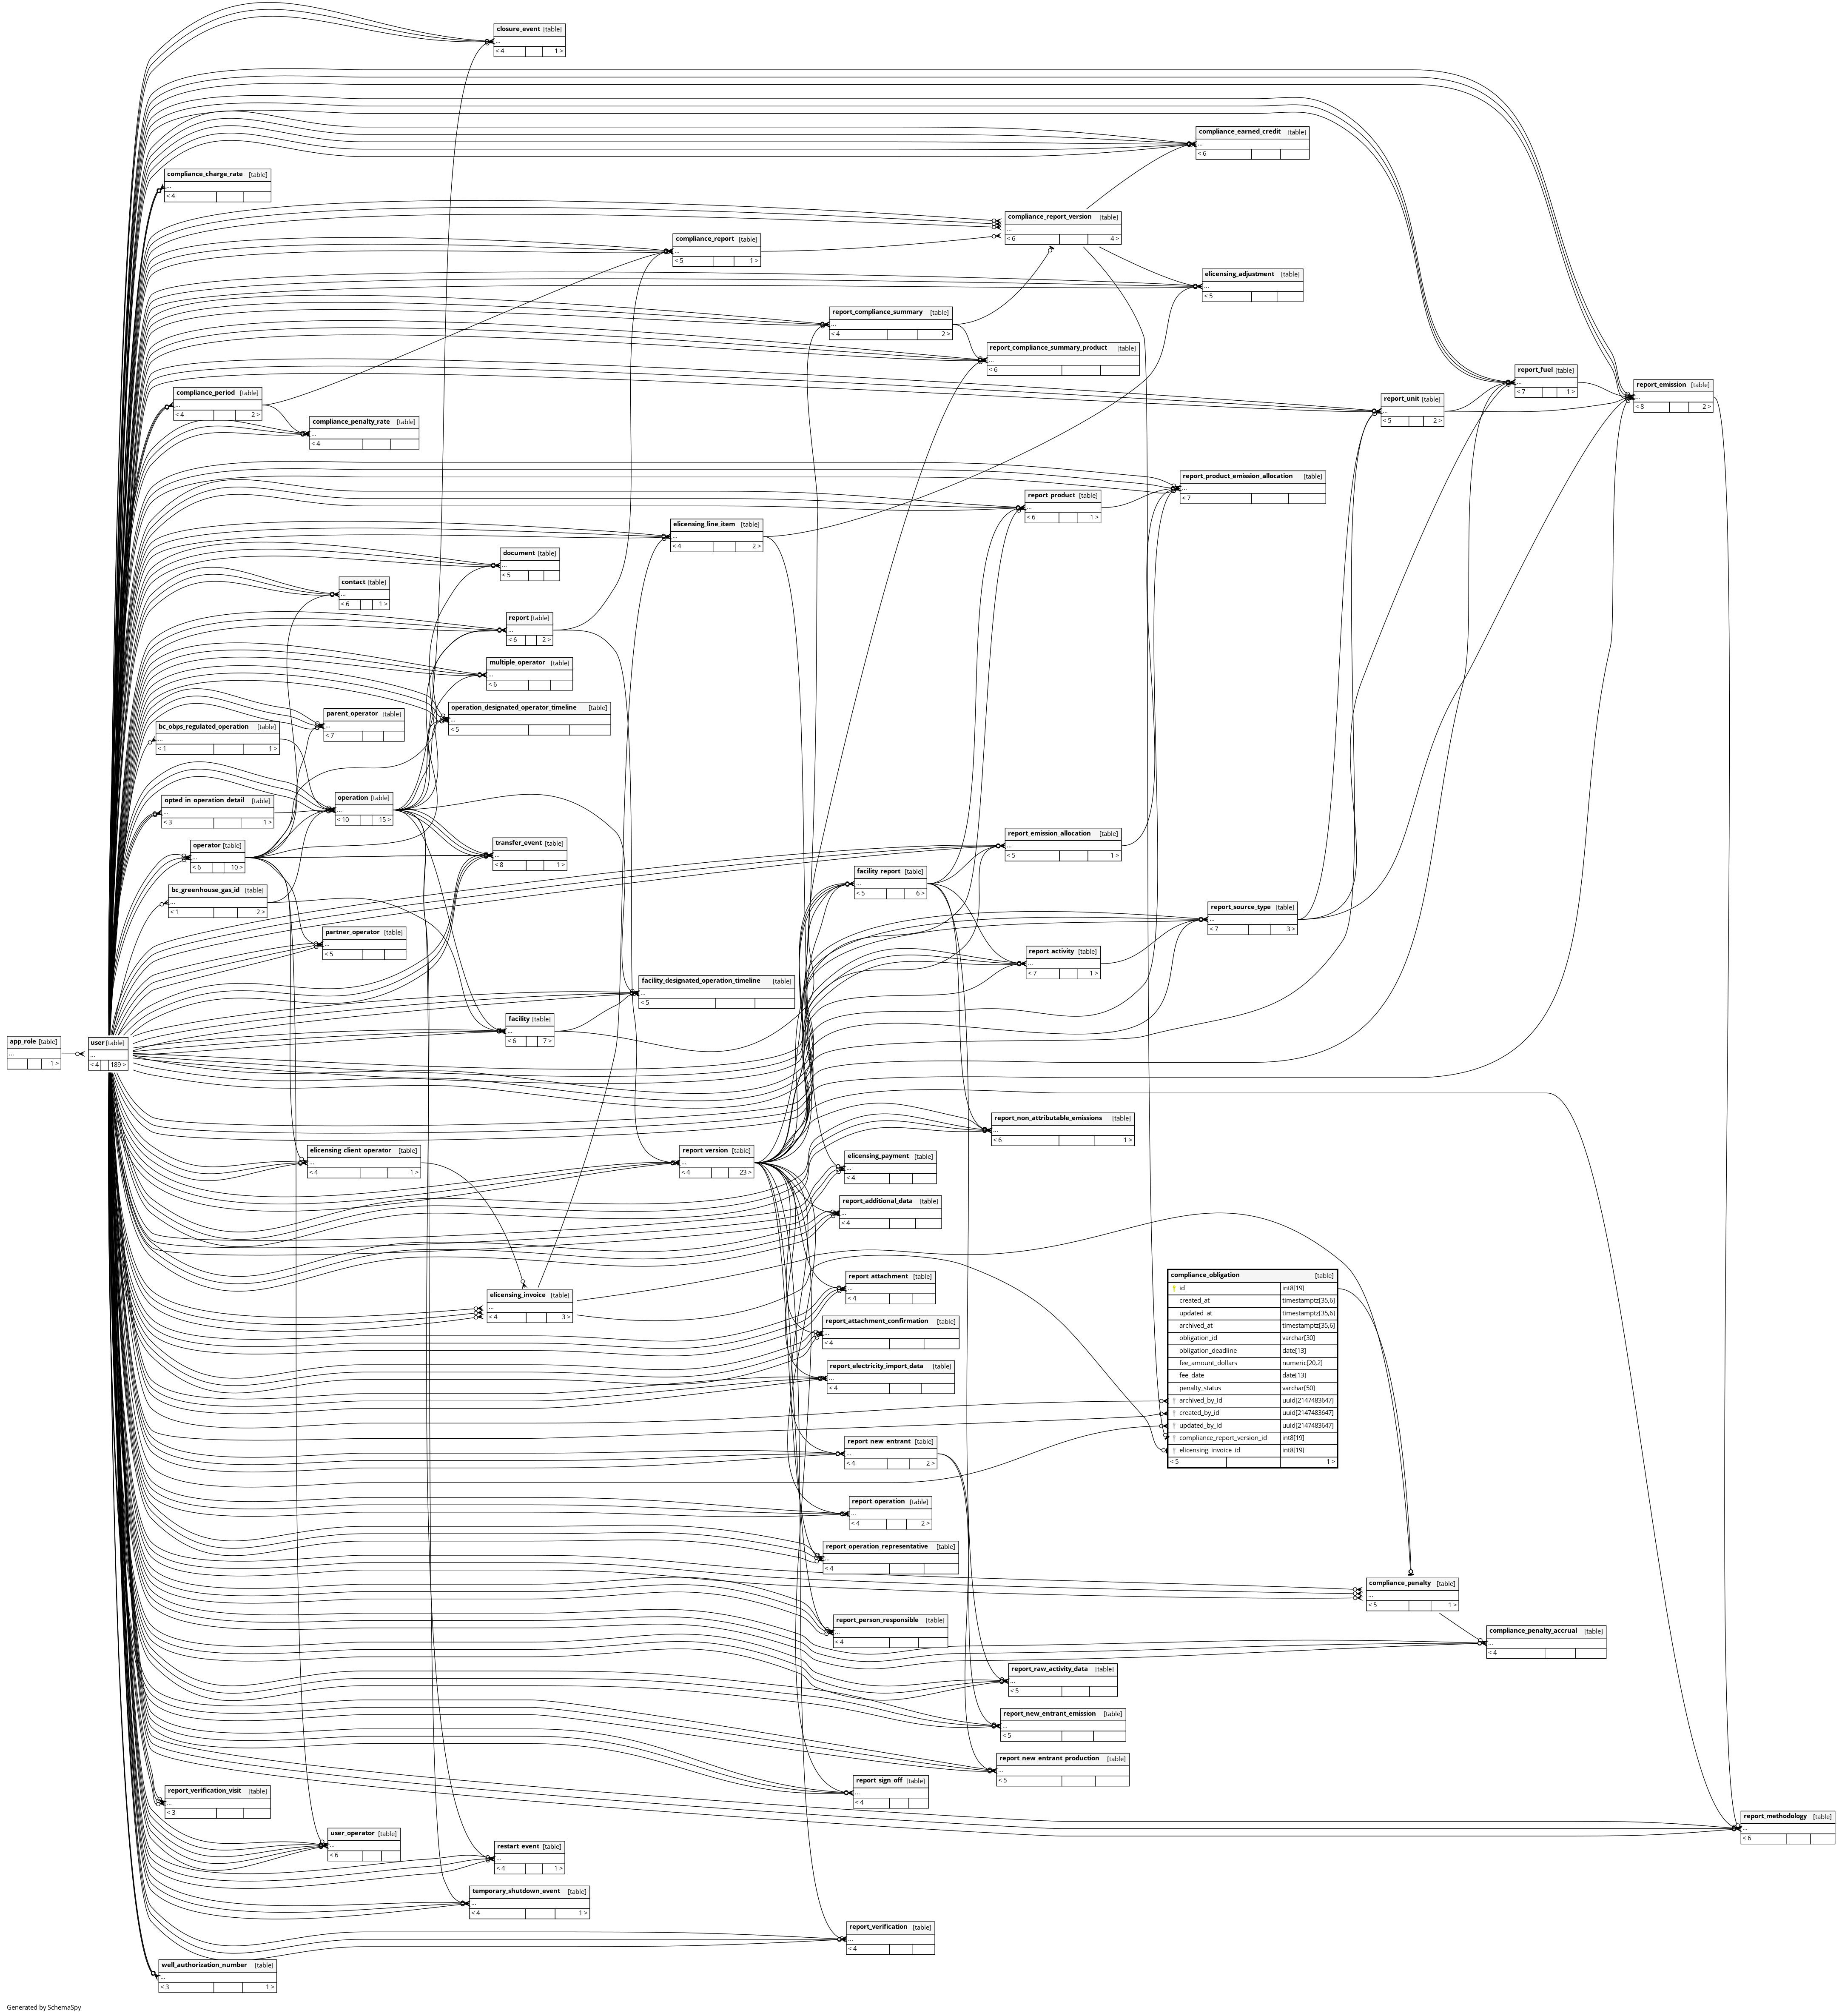 closure_event [table]
...
< 4 1 >
compliance_earned_credit [table]
...
< 6
compliance_charge_rate [table]
...
< 4
compliance_report_version [table]
...
< 6 4 >
compliance_report [table]
...
< 5 1 >
elicensing_adjustment [table]
...
< 5
report_compliance_summary [table]
...
< 4 2 >
report_compliance_summary_product [table]
...
< 6
report_fuel [table]
...
< 7 1 >
report_emission [table]
...
< 8 2 >
compliance_period [table]
...
< 4 2 >
report_unit [table]
...
< 5 2 >
compliance_penalty_rate [table]
...
< 4
report_product_emission_allocation [table]
...
< 7
report_product [table]
...
< 6 1 >
elicensing_line_item [table]
...
< 4 2 >
document [table]
...
< 5
contact [table]
...
< 6 1 >
report [table]
...
< 6 2 >
multiple_operator [table]
...
< 6
operation_designated_operator_timeline [table]
...
< 5
parent_operator [table]
...
< 7
bc_obps_regulated_operation [table]
...
< 1 1 >
operation [table]
...
< 10 15 >
opted_in_operation_detail [table]
...
< 3 1 >
report_emission_allocation [table]
...
< 5 1 >
transfer_event [table]
...
< 8 1 >
operator [table]
...
< 6 10 >
facility_report [table]
...
< 5 6 >
bc_greenhouse_gas_id [table]
...
< 1 2 >
report_source_type [table]
...
< 7 3 >
partner_operator [table]
...
< 5
report_activity [table]
...
< 7 1 >
facility_designated_operation_timeline [table]
...
< 5
facility [table]
...
< 6 7 >
app_role [table]
...
1 >
user [table]
...
< 4 189 >
report_non_attributable_emissions [table]
...
< 6 1 >
elicensing_client_operator [table]
...
< 4 1 >
report_version [table]
...
< 4 23 >
elicensing_payment [table]
...
< 4
report_additional_data [table]
...
< 4
report_attachment [table]
...
< 4
elicensing_invoice [table]
...
< 4 3 >
report_attachment_confirmation [table]
...
< 4
report_electricity_import_data [table]
...
< 4
compliance_obligation [table]
id int8[19]
created_at timestamptz[35,6]
updated_at timestamptz[35,6]
archived_at timestamptz[35,6]
obligation_id varchar[30]
obligation_deadline date[13]
fee_amount_dollars numeric[20,2]
fee_date date[13]
penalty_status varchar[50]
archived_by_id uuid[2147483647]
created_by_id uuid[2147483647]
updated_by_id uuid[2147483647]
compliance_report_version_id int8[19]
elicensing_invoice_id int8[19]
< 5 1 >
report_new_entrant [table]
...
< 4 2 >
report_operation [table]
...
< 4 2 >
report_operation_representative [table]
...
< 4
compliance_penalty [table]
...
< 5 1 >
report_person_responsible [table]
...
< 4
compliance_penalty_accrual [table]
...
< 4
report_raw_activity_data [table]
...
< 5
report_new_entrant_emission [table]
...
< 5
report_new_entrant_production [table]
...
< 5
report_sign_off [table]
...
< 4
report_verification_visit [table]
...
< 3
report_methodology [table]
...
< 6
user_operator [table]
...
< 6
restart_event [table]
...
< 4 1 >
temporary_shutdown_event [table]
...
< 4 1 >
report_verification [table]
...
< 4
well_authorization_number [table]
...
< 3 1 >
Generated by SchemaSpy